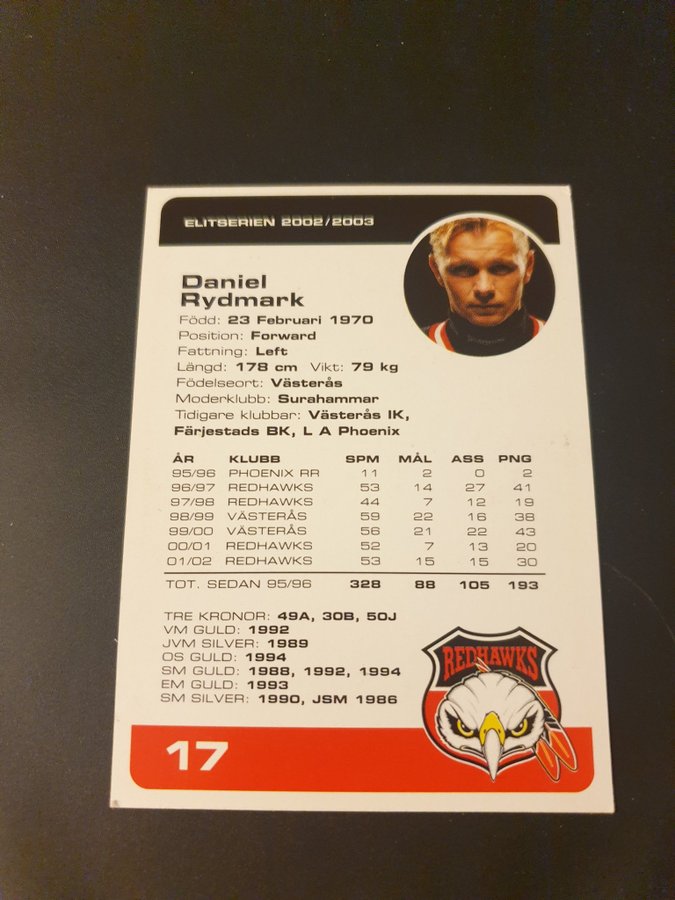 ELITSERIEN 2002/2003
Daniel
Rydmark
Född: 23 Februari 1970
Position: Forward
Fattning: Left
Längd: 178 cm Vikt: 79 kg
Födelseort: Västerås
Moderklubb: Surahammar
Tidigare klubbar: Västerås IK,
Färjestads BK, L A Phoenix
ÅR KLUBB SPM MÅL ASS PNG
95/96 PHOENIX RR 11 2 0 2
96/97 REDHAWKS 53 14 27 41
97/98 REDHAWKS 44 7 12 19
98/99 VÄSTERÅS 59 22 16 38
99/00 VÄSTERÅS 56 21 22 43
00/01 REDHAWKS 52 7 13 20
01/02 REDHAWKS 53 15 15 30
TOT. SEDAN 95/96 328 88 105 193
TRE KRONOR: 49A, 30B, 50J
VM GULD: 1992
JVM SILVER: 1989
OS GULD: 1994
SM GULD: 1988, 1992, 1994
EM GULD: 1993
SM SILVER: 1990, JSM 1986
REDHAWKS
17